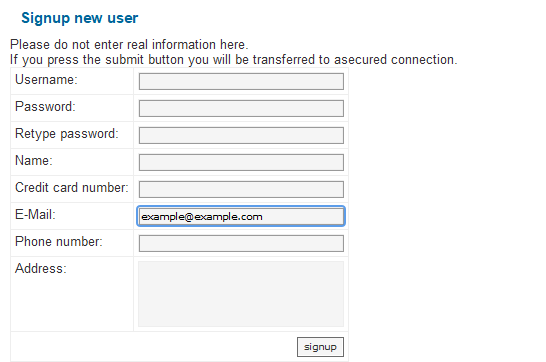 Signup new user
Please do not enter real information here.
If you press the submit button you will be transferred to asecured connection.
Username:
Password:
Retype password:
Name:
Credit card number:
E-Mail: example@example.com
Phone number:
Address:
signup